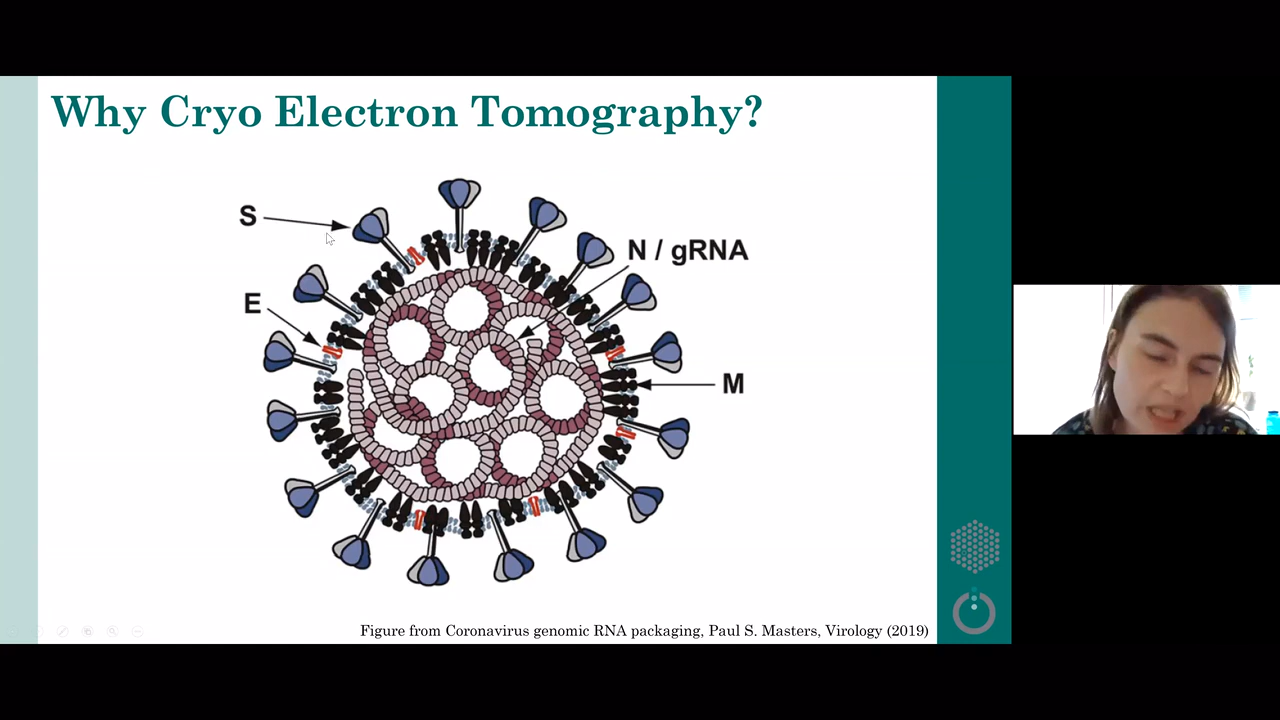 Why Cryo Electron Tomography?
S
N / gRNA
E
M
Figure from Coronavirus genomic RNA packaging, Paul S. Masters, Virology (2019)